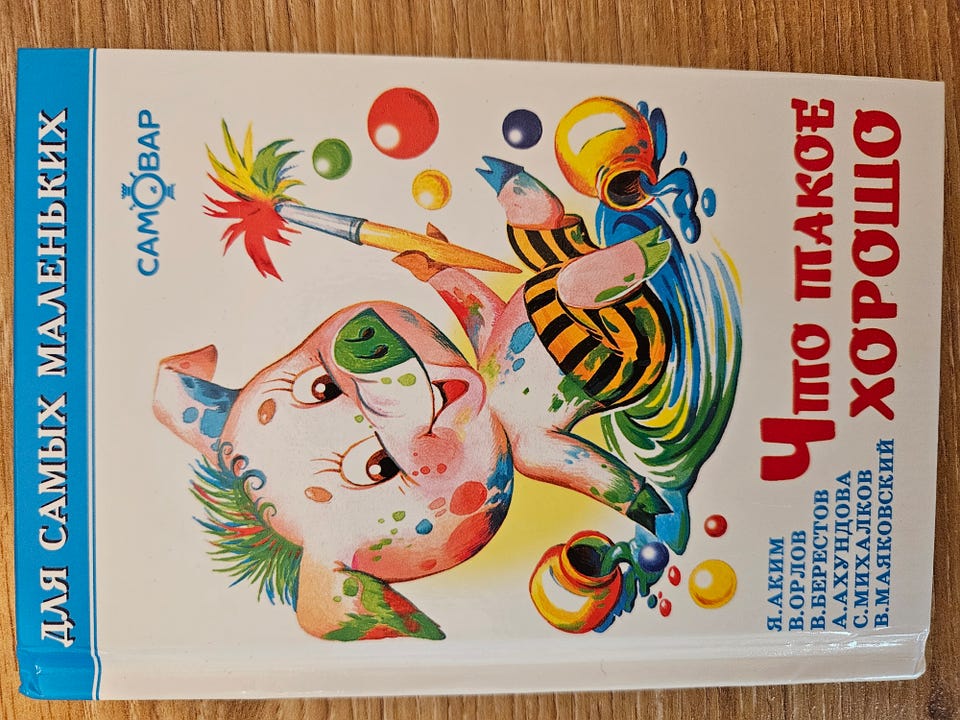 ДЛЯ САМЫХ МАЛЕНЬКИХ
САМОВАР
Я. АКИМ
В. ОРЛОВ
В. БЕРЕСТОВ
А. АХУНДОВА
С. МИХАЛКОВ
В. МАЯКОВСКИЙ
Что такое
ХОРОШО